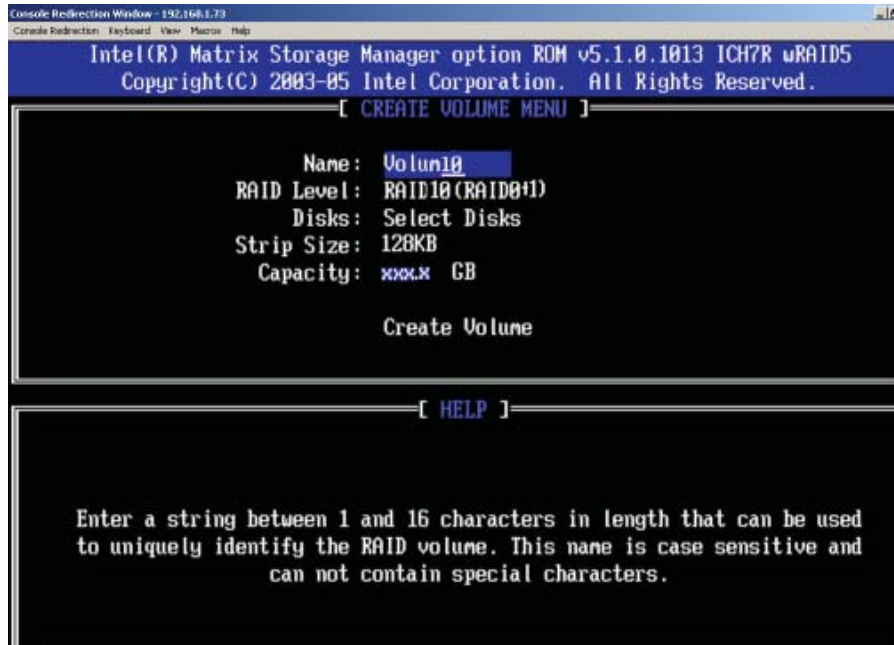 Console Redirection Window - 192.168.1.73
Console Redirection Keyboard View Macros Help
Intel(R) Matrix Storage Manager option ROM v5.1.0.1013 ICH7R wRAID5
Copyright(C) 2003-05 Intel Corporation. All Rights Reserved.
[ CREATE VOLUME MENU ]
Name: Volum10
RAID Level: RAID10(RAID0+1)
Disks: Select Disks
Strip Size: 128KB
Capacity: xxx.x GB
Create Volume
[ HELP ]
Enter a string between 1 and 16 characters in length that can be used
to uniquely identify the RAID volume. This name is case sensitive and
can not contain special characters.